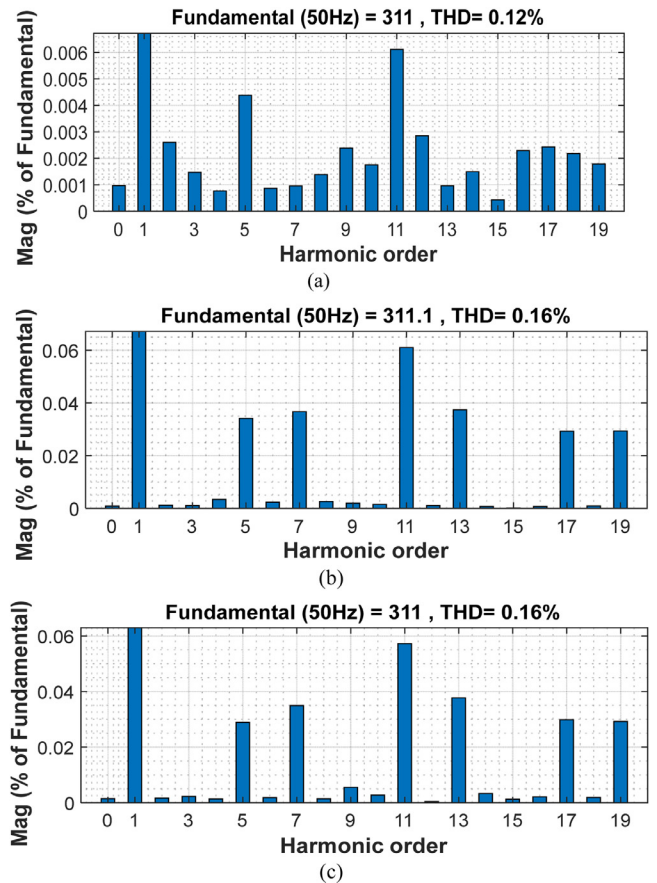 Fundamental (50Hz) = 311 , THD= 0.12%
Mag (% of Fundamental)
0.006
0.005
0.004
0.003
0.002
0.001
0
0 1 3 5 7 9 11 13 15 17 19
Harmonic order
(a)
Fundamental (50Hz) = 311.1 , THD= 0.16%
Mag (% of Fundamental)
0.06
0.04
0.02
0
0 1 3 5 7 9 11 13 15 17 19
Harmonic order
(b)
Fundamental (50Hz) = 311 , THD= 0.16%
Mag (% of Fundamental)
0.06
0.04
0.02
0
0 1 3 5 7 9 11 13 15 17 19
Harmonic order
(c)